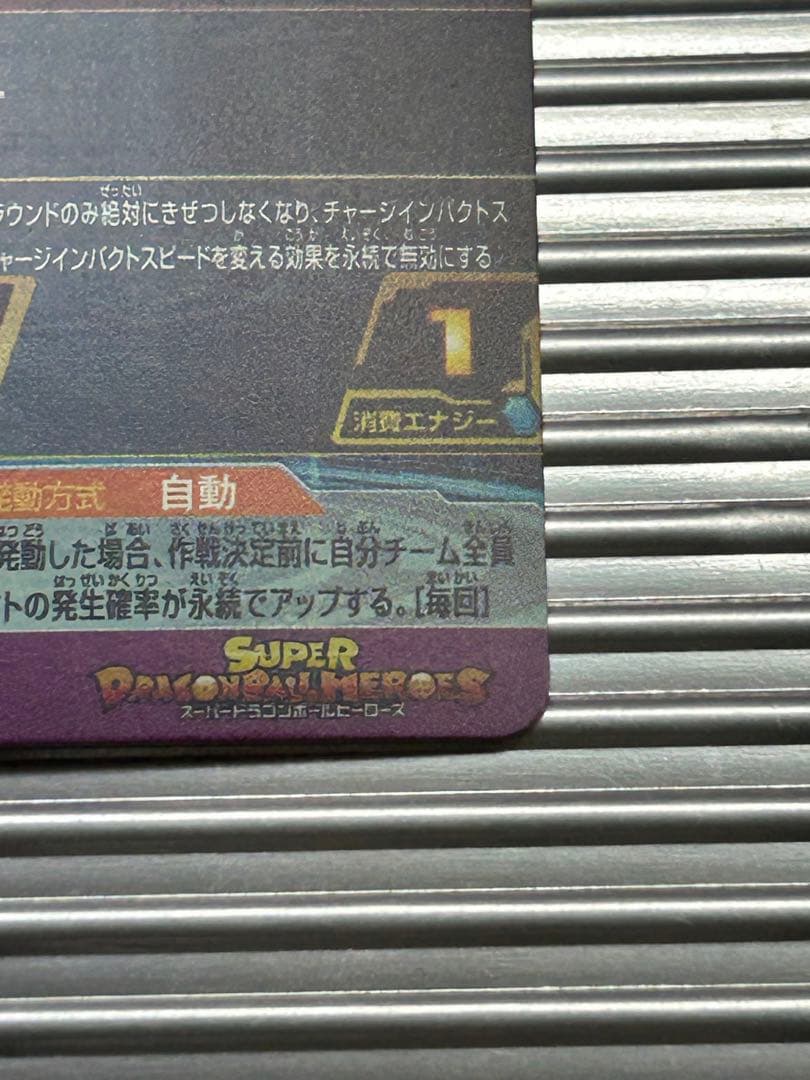 ラウンドのみ絶対にきぜつしなくなり、チャージインパクトス
ャージインパクトスピードを変える効果を永続で無効にする
1
消費エナジー
発動方式 自動
発動した場合、作戦決定前に自分チーム全員
トの発生確率が永続でアップする。[毎回]
SUPER
DRAGONBALL HEROES
スーパードラゴンボールヒーローズ